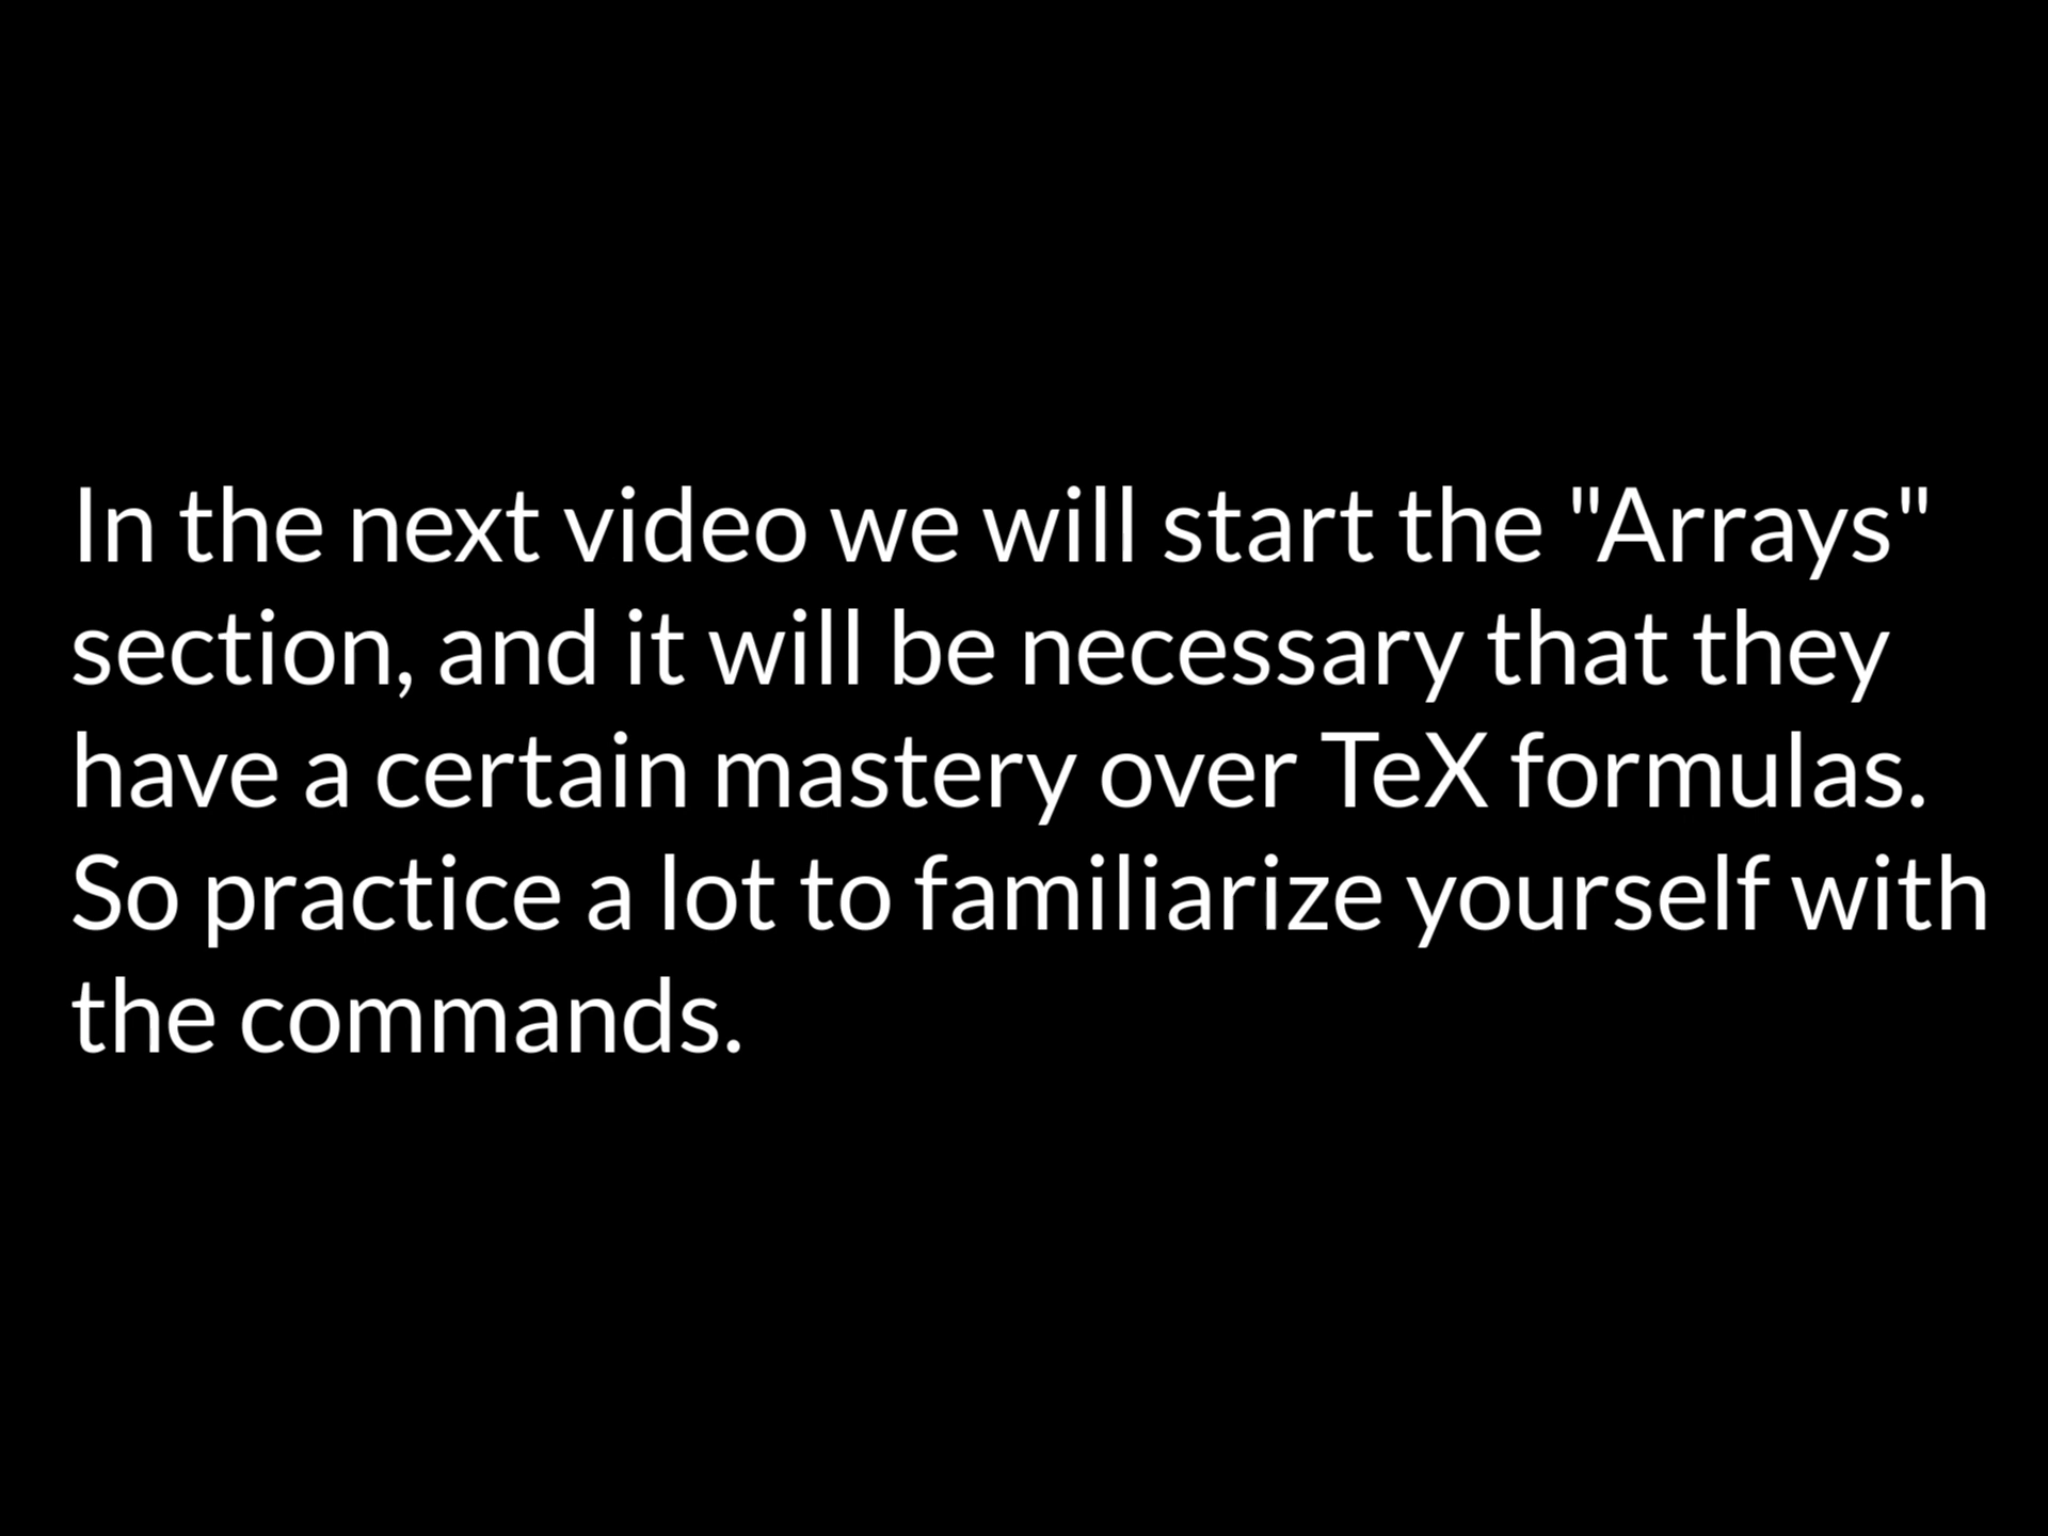 In the next video we will start the "Arrays"
section, and it will be necessary that they
have a certain mastery over TeX formulas.
So practice a lot to familiarize yourself with
the commands.